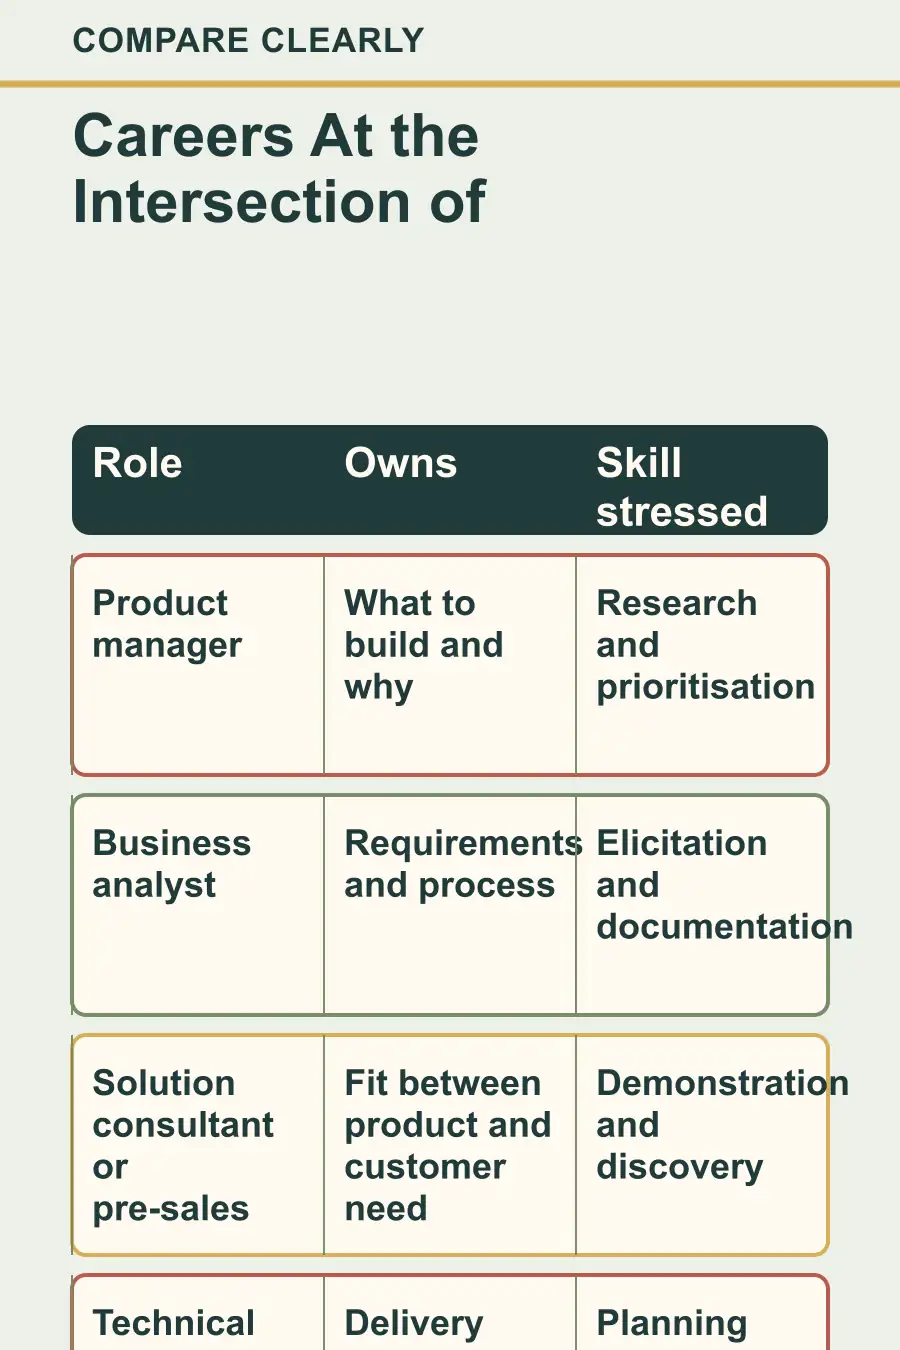 COMPARE CLEARLY
Careers At the
Intersection of
Role
Owns
Skill
stressed
Product
manager
What to
build and
why
Research
and
prioritisation
Business
analyst
Requirements
and process
Elicitation
and
documentation
Solution
consultant
or
pre-sales
Fit between
product and
customer
need
Demonstration
and
discovery
Technical
Delivery
Planning